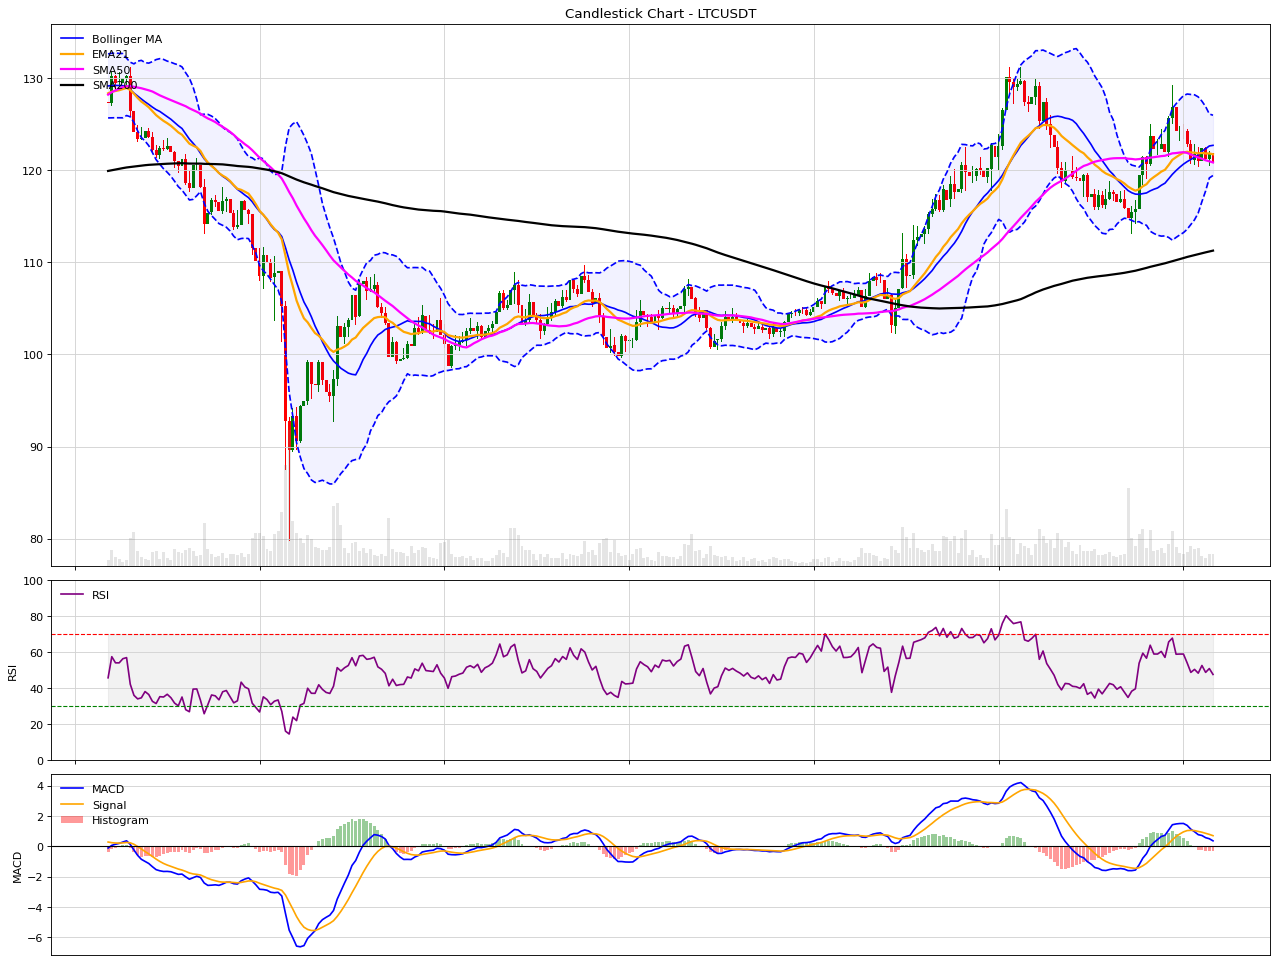 Candlestick Chart - LTCUSDT
Bollinger MA
EMA21
SMA50
SMA200
130
120
110
100
90
80
RSI
100
80
60
40
20
0
RSI
MACD
Signal
Histogram
4
2
0
−2
−4
−6
MACD